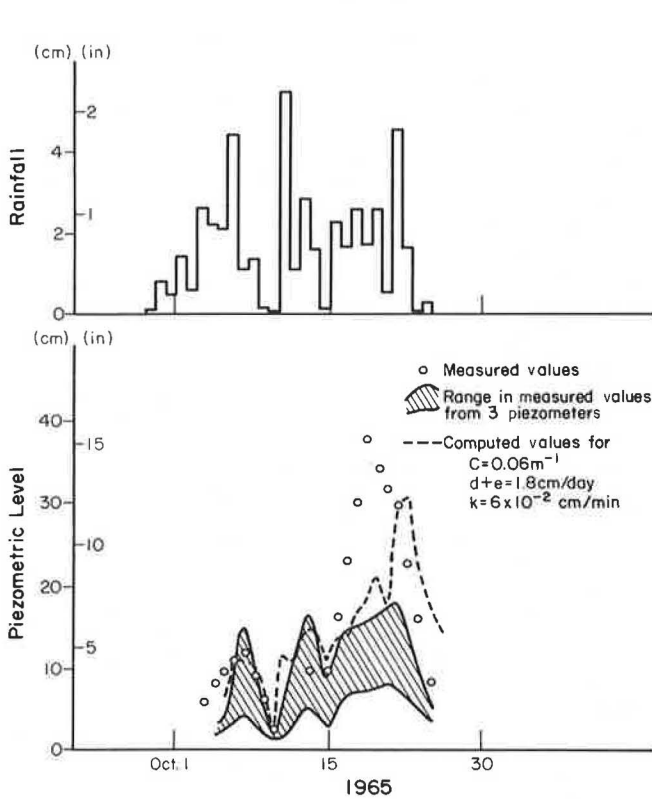 (cm) (in)
2
4
1
2
0
Rainfall
(cm) (in)
Measured values
Range in measured values
from 3 piezometers
Computed values for
C=0.06m⁻¹
d+e=1.8cm/day
k=6x10⁻² cm/min
40
15
30
10
20
5
10
0
Piezometric Level
Oct. 1
15
30
1965